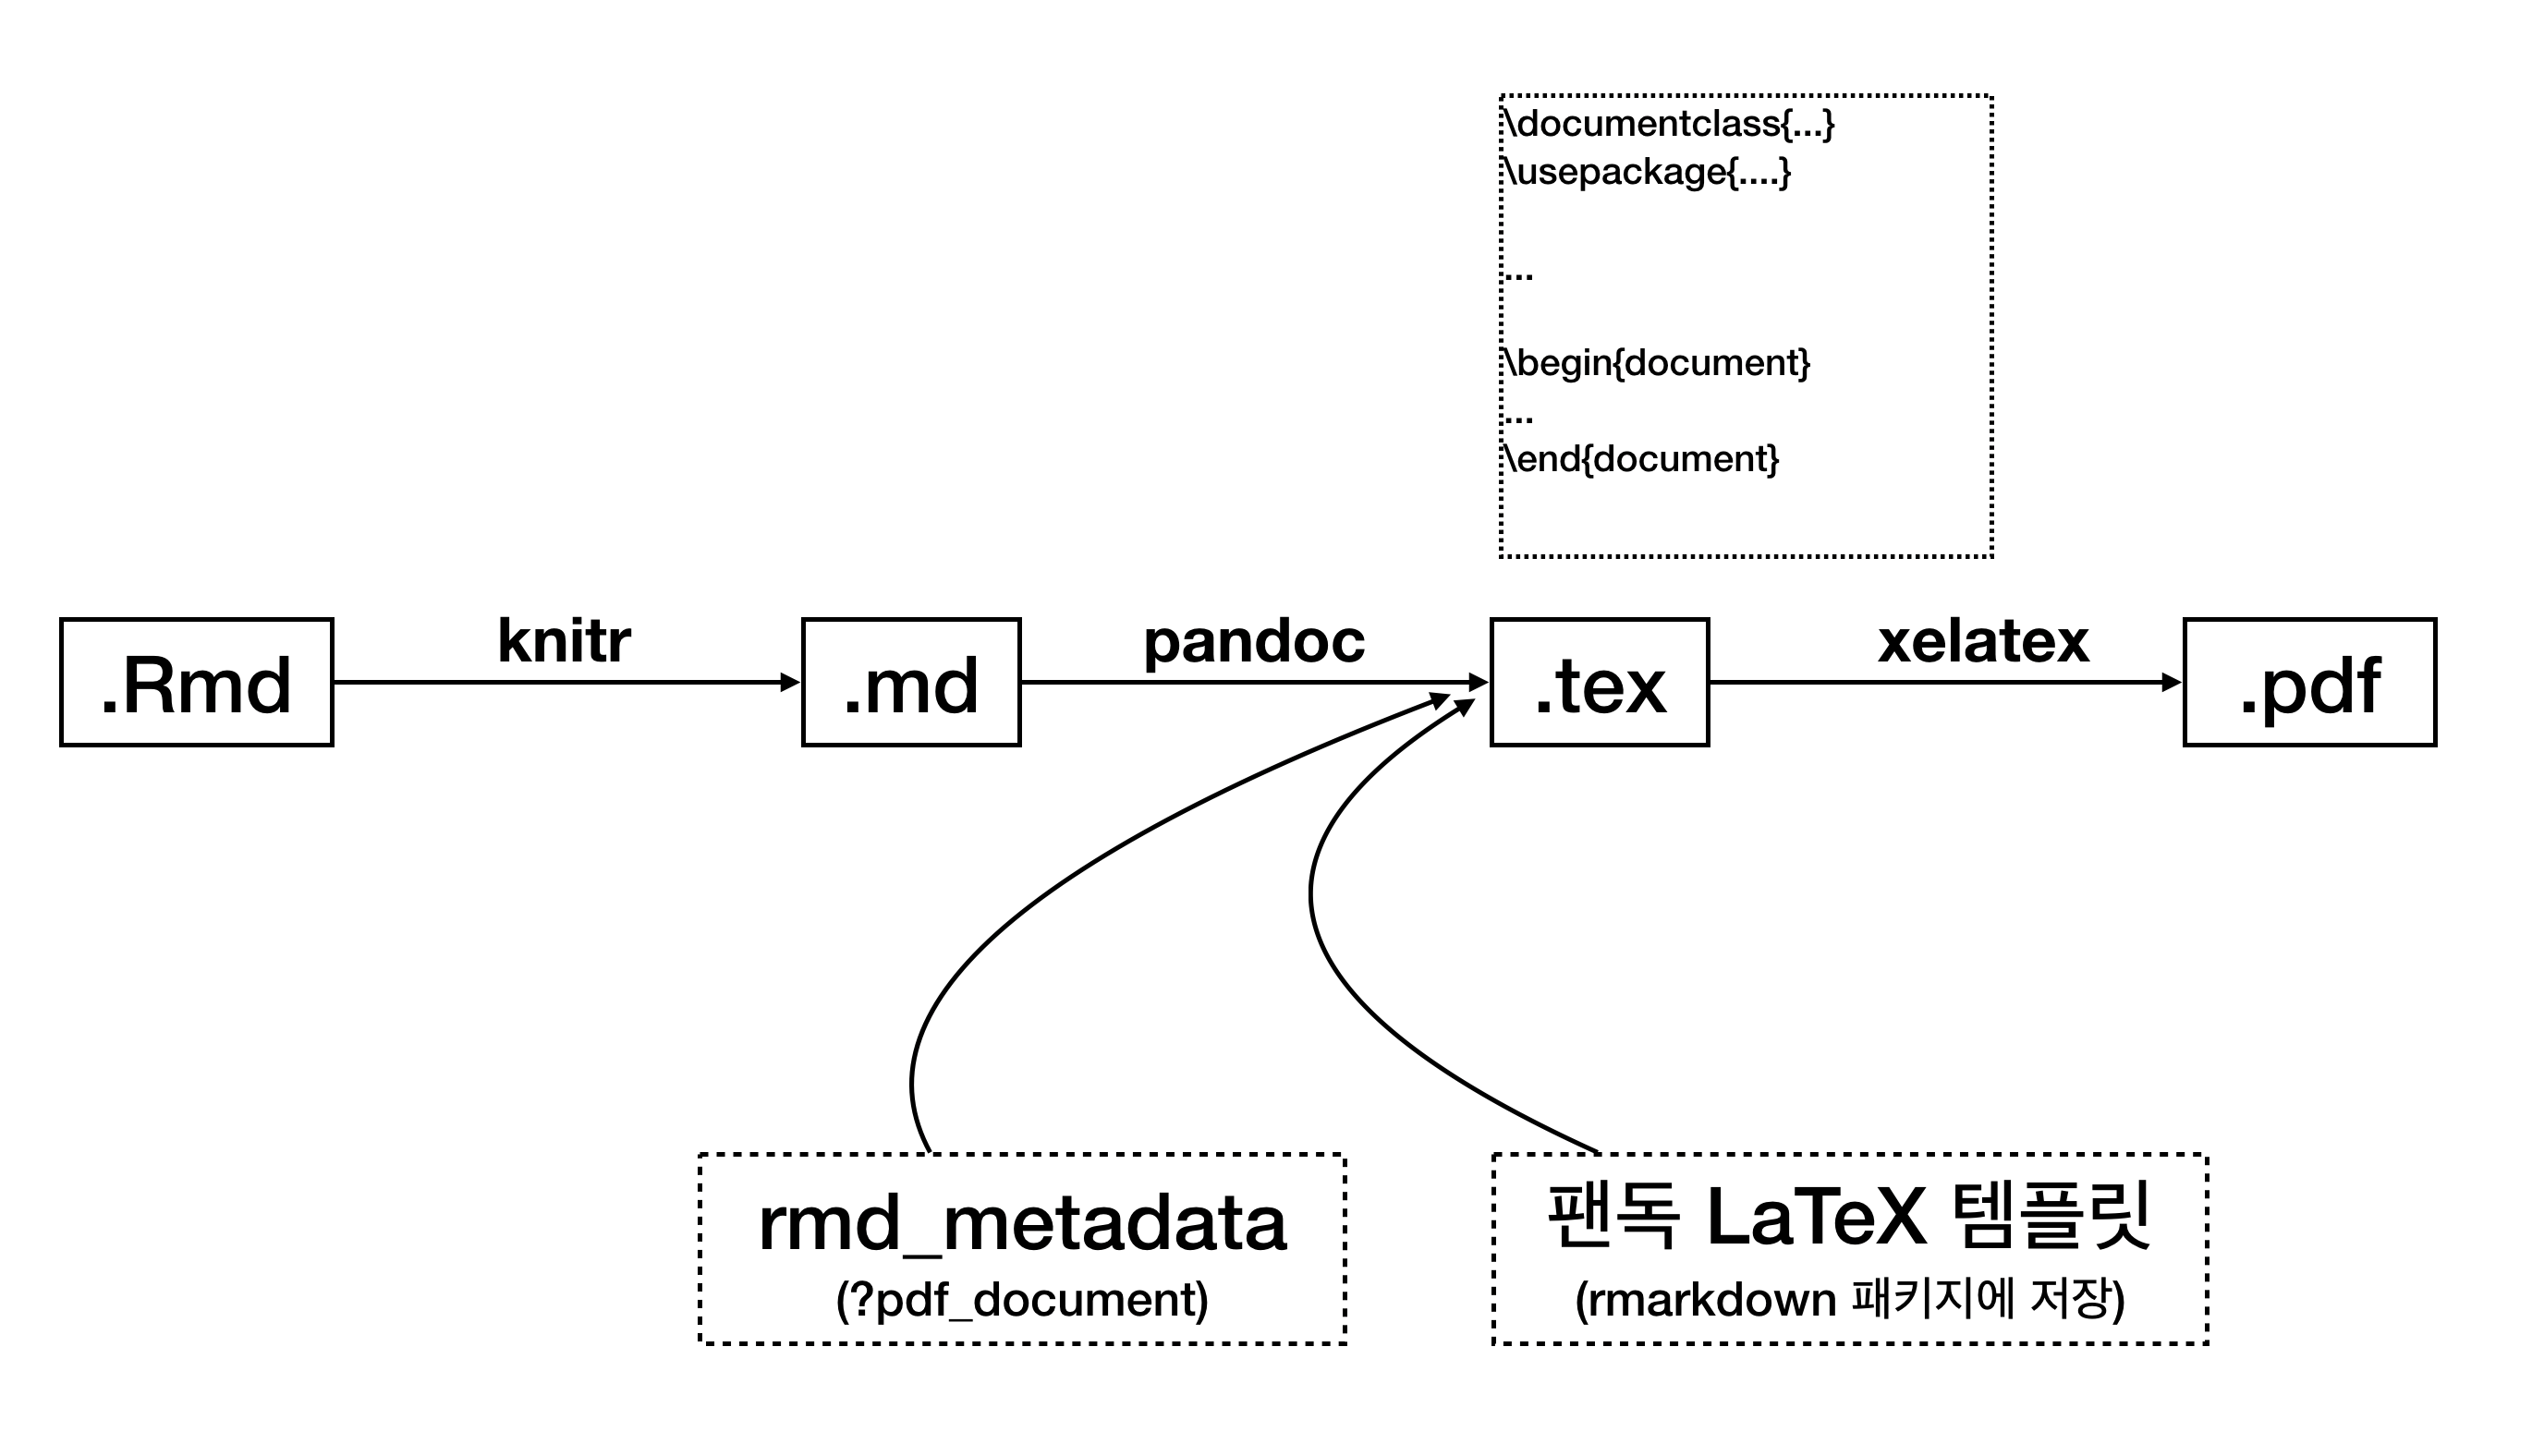 \documentclass{...}
\usepackage{....}
...
\begin{document}
...
\end{document}
.Rmd
knitr
.md
pandoc
.tex
xelatex
.pdf
rmd_metadata
(?pdf_document)
팬독 LaTeX 템플릿
(rmarkdown 패키지에 저장)